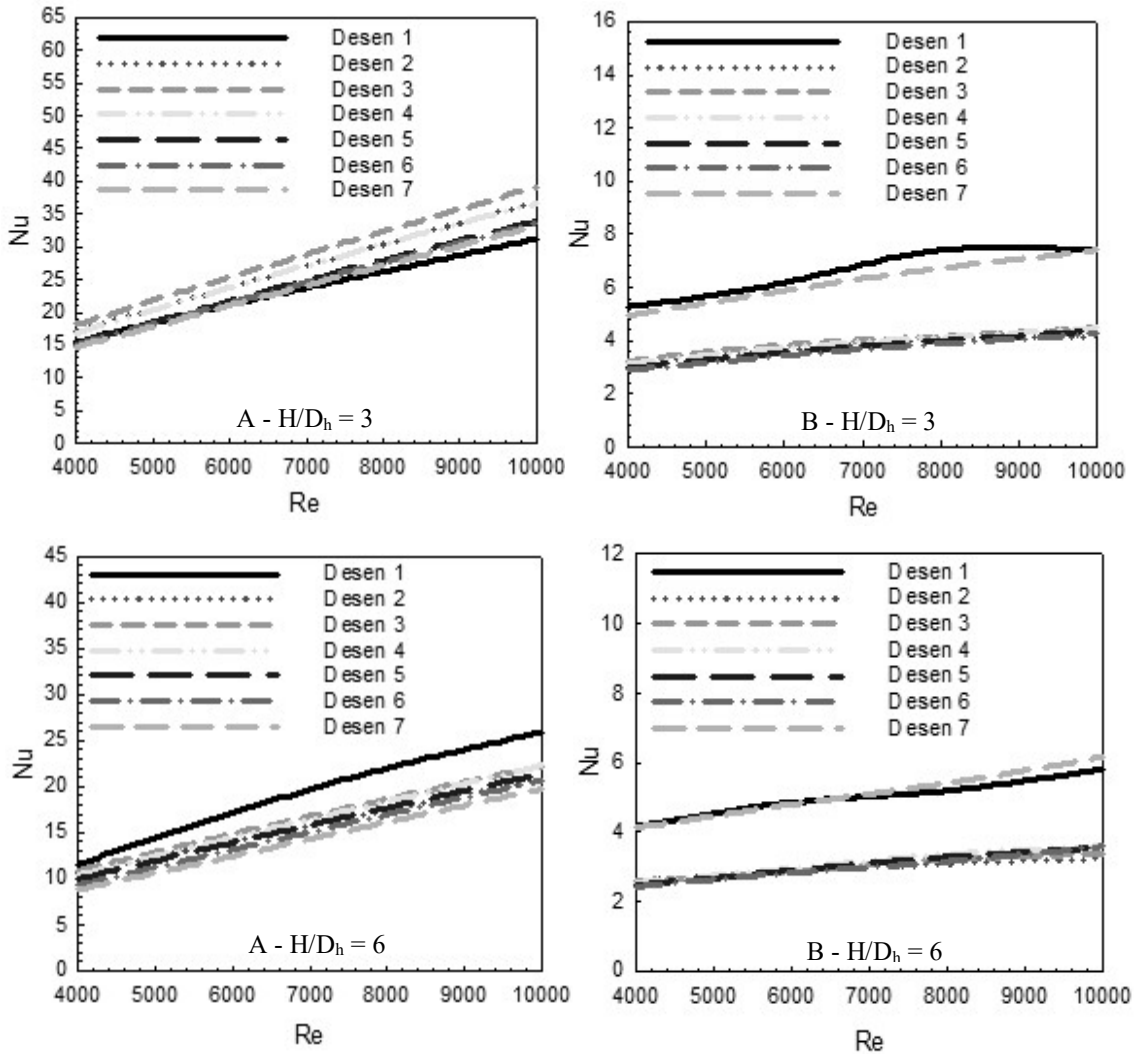 65
60
55
50
45
40
35
30
25
20
15
10
5
0
Nu
Desen 1
Desen 2
Desen 3
Desen 4
Desen 5
Desen 6
Desen 7
A - H/Dₕ = 3
4000 5000 6000 7000 8000 9000 10000
Re
16
14
12
10
8
6
4
2
0
Nu
Desen 1
Desen 2
Desen 3
Desen 4
Desen 5
Desen 6
Desen 7
B - H/Dₕ = 3
4000 5000 6000 7000 8000 9000 10000
Re
45
40
35
30
25
20
15
10
5
0
Nu
Desen 1
Desen 2
Desen 3
Desen 4
Desen 5
Desen 6
Desen 7
A - H/Dₕ = 6
4000 5000 6000 7000 8000 9000 10000
Re
12
10
8
6
4
2
0
Nu
Desen 1
Desen 2
Desen 3
Desen 4
Desen 5
Desen 6
Desen 7
B - H/Dₕ = 6
4000 5000 6000 7000 8000 9000 10000
Re